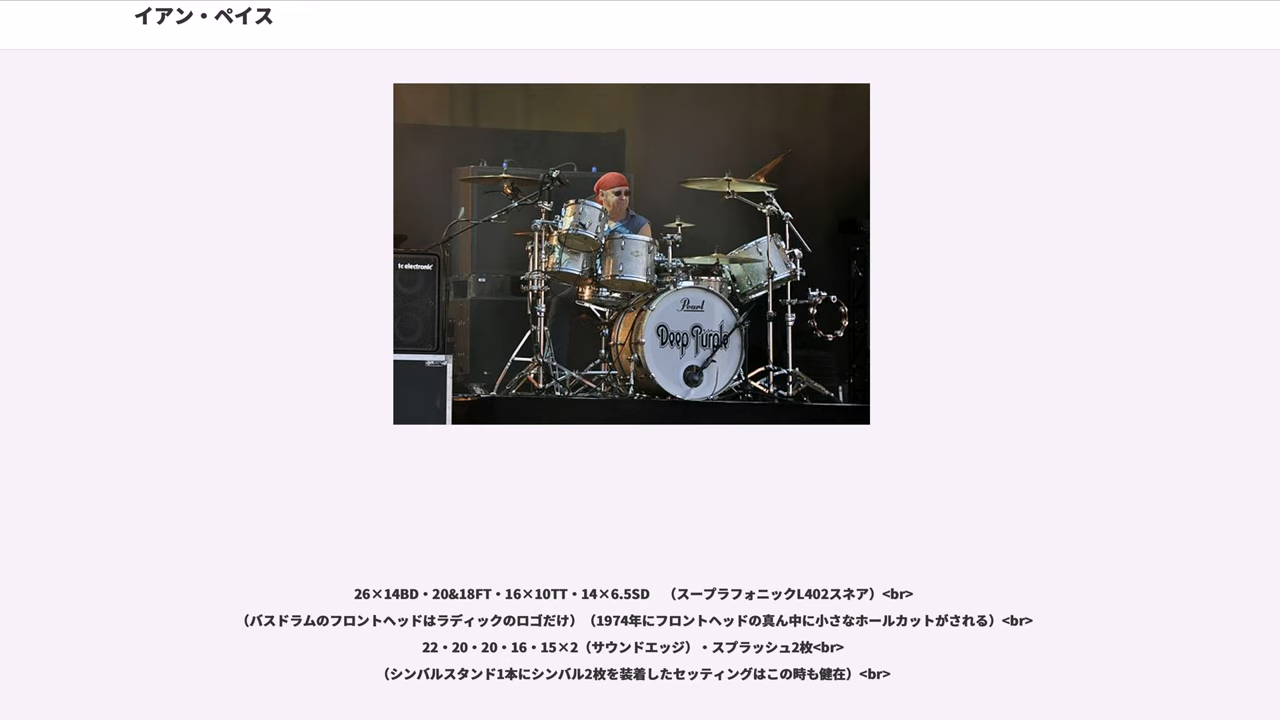 イアン・ペイス
tc electronic
Pearl
Deep Purple
26×14BD・20&18FT・16×10TT・14×6.5SD　（スープラフォニックL402スネア）<br>
（バスドラムのフロントヘッドはラディックのロゴだけ）（1974年にフロントヘッドの真ん中に小さなホールカットがされる）<br>
22・20・20・16・15×2（サウンドエッジ）・スプラッシュ2枚<br>
（シンバルスタンド1本にシンバル2枚を装着したセッティングはこの時も健在）<br>